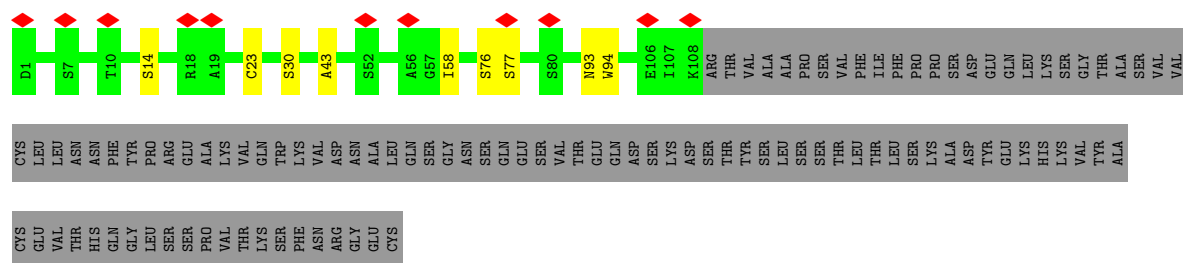 D1 S7 T10 S14 R18 A19 C23 S30 A43 S52 A56 G57 I58 S76 S77 S80 N93 W94 E106 I107 K108 ARG THR VAL ALA ALA PRO SER VAL PHE ILE PHE PRO PRO SER ASP GLU GLN LEU LYS SER GLY THR ALA SER VAL VAL
CYS LEU LEU ASN ASN PHE TYR PRO ARG GLU ALA LYS VAL GLN TRP LYS VAL ASP ASN ALA LEU GLN SER GLY ASN SER GLN GLU SER VAL THR GLU GLN ASP SER LYS ASP SER THR TYR SER LEU SER SER THR LEU THR LEU SER LYS ALA ASP TYR GLU LYS HIS LYS VAL TYR ALA
CYS GLU VAL THR HIS GLN GLY LEU SER SER PRO VAL THR LYS SER PHE ASN ARG GLY GLU CYS